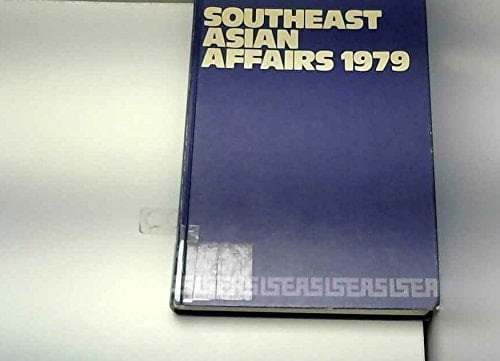 SOUTHEAST
ASIAN
AFFAIRS 1979
ISEAS ISEAS ISEAS ISEA